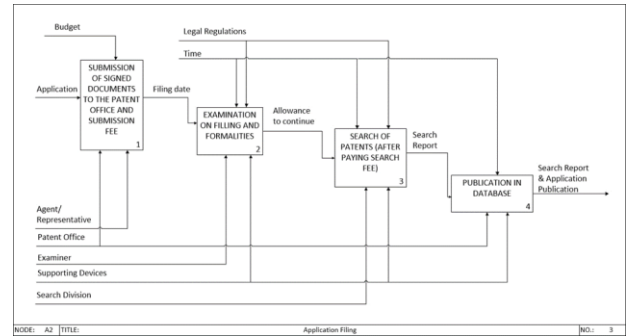 Budget
Legal Regulations
Time
SUBMISSION
OF SIGNED
DOCUMENTS
TO THE PATENT
OFFICE AND
SUBMISSION
FEE
1
Application
Filing date
EXAMINATION
ON FILLING AND
FORMALITIES
2
Allowance
to continue
SEARCH OF
PATENTS (AFTER
PAYING SEARCH
FEE)
3
Search
Report
PUBLICATION IN
DATABASE
4
Search Report
& Application
Publication
Agent/
Representative
Patent Office
Examiner
Supporting Devices
Search Division
NODE: A2 TITLE: Application Filing NO.: 3